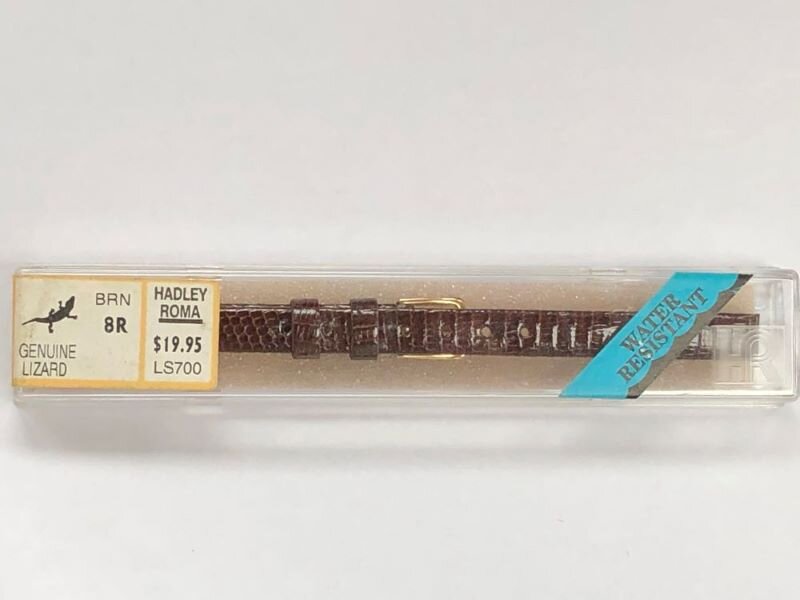 BRN
8R
GENUINE
LIZARD
HADLEY
ROMA
$19.95
LS700
WATER
RESISTANT
HR